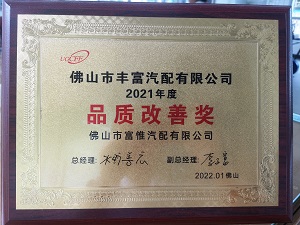 佛山市丰富汽配有限公司
2021年度
品质改善奖
佛山市富惟汽配有限公司
总经理: 副总经理:
2022.01佛山